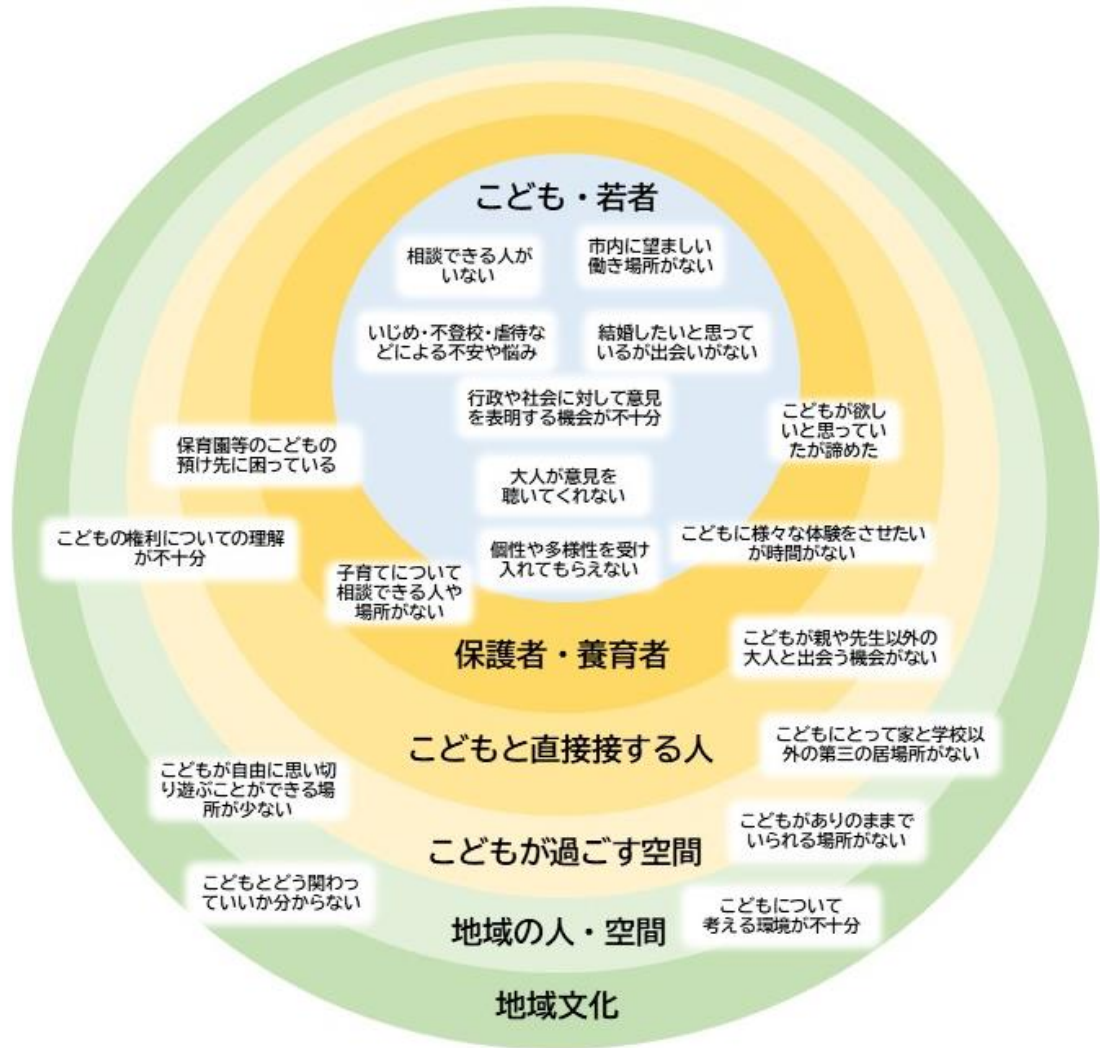 こども・若者
相談できる人が
いない
市内に望ましい
働き場所がない
いじめ・不登校・虐待な
どによる不安や悩み
結婚したいと思って
いるが出会いがない
行政や社会に対して意見
を表明する機会が不十分
こどもが欲し
いと思ってい
たが諦めた
保育園等のこどもの
預け先に困っている
大人が意見を
聴いてくれない
こどもの権利についての理解
が不十分
個性や多様性を受け
入れてもらえない
こどもに様々な体験をさせたい
が時間がない
子育てについて
相談できる人や
場所がない
保護者・養育者
こどもが親や先生以外の
大人と出会う機会がない
こどもと直接接する人
こどもにとって家と学校以
外の第三の居場所がない
こどもが自由に思い切
り遊ぶことができる場
所が少ない
こどもがありのままで
いられる場所がない
こどもが過ごす空間
こどもとどう関わっ
ていいか分からない
こどもについて
考える環境が不十分
地域の人・空間
地域文化